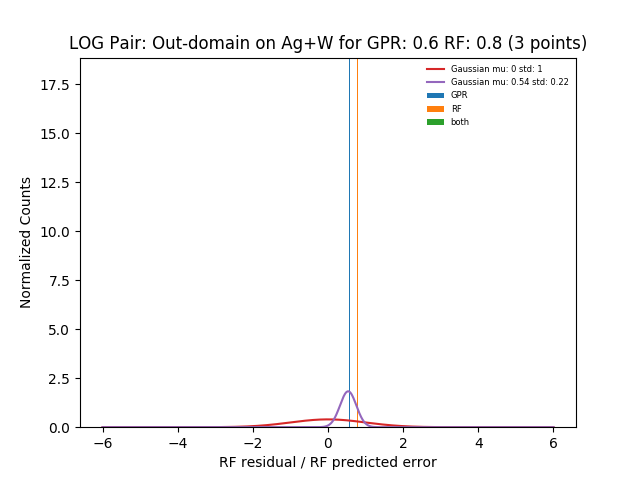 LOG Pair: Out-domain on Ag+W for GPR: 0.6 RF: 0.8 (3 points)
Gaussian mu: 0 std: 1
Gaussian mu: 0.54 std: 0.22
GPR
RF
both
17.5
15.0
12.5
10.0
7.5
5.0
2.5
0.0
Normalized Counts
−6
−4
−2
0
2
4
6
RF residual / RF predicted error